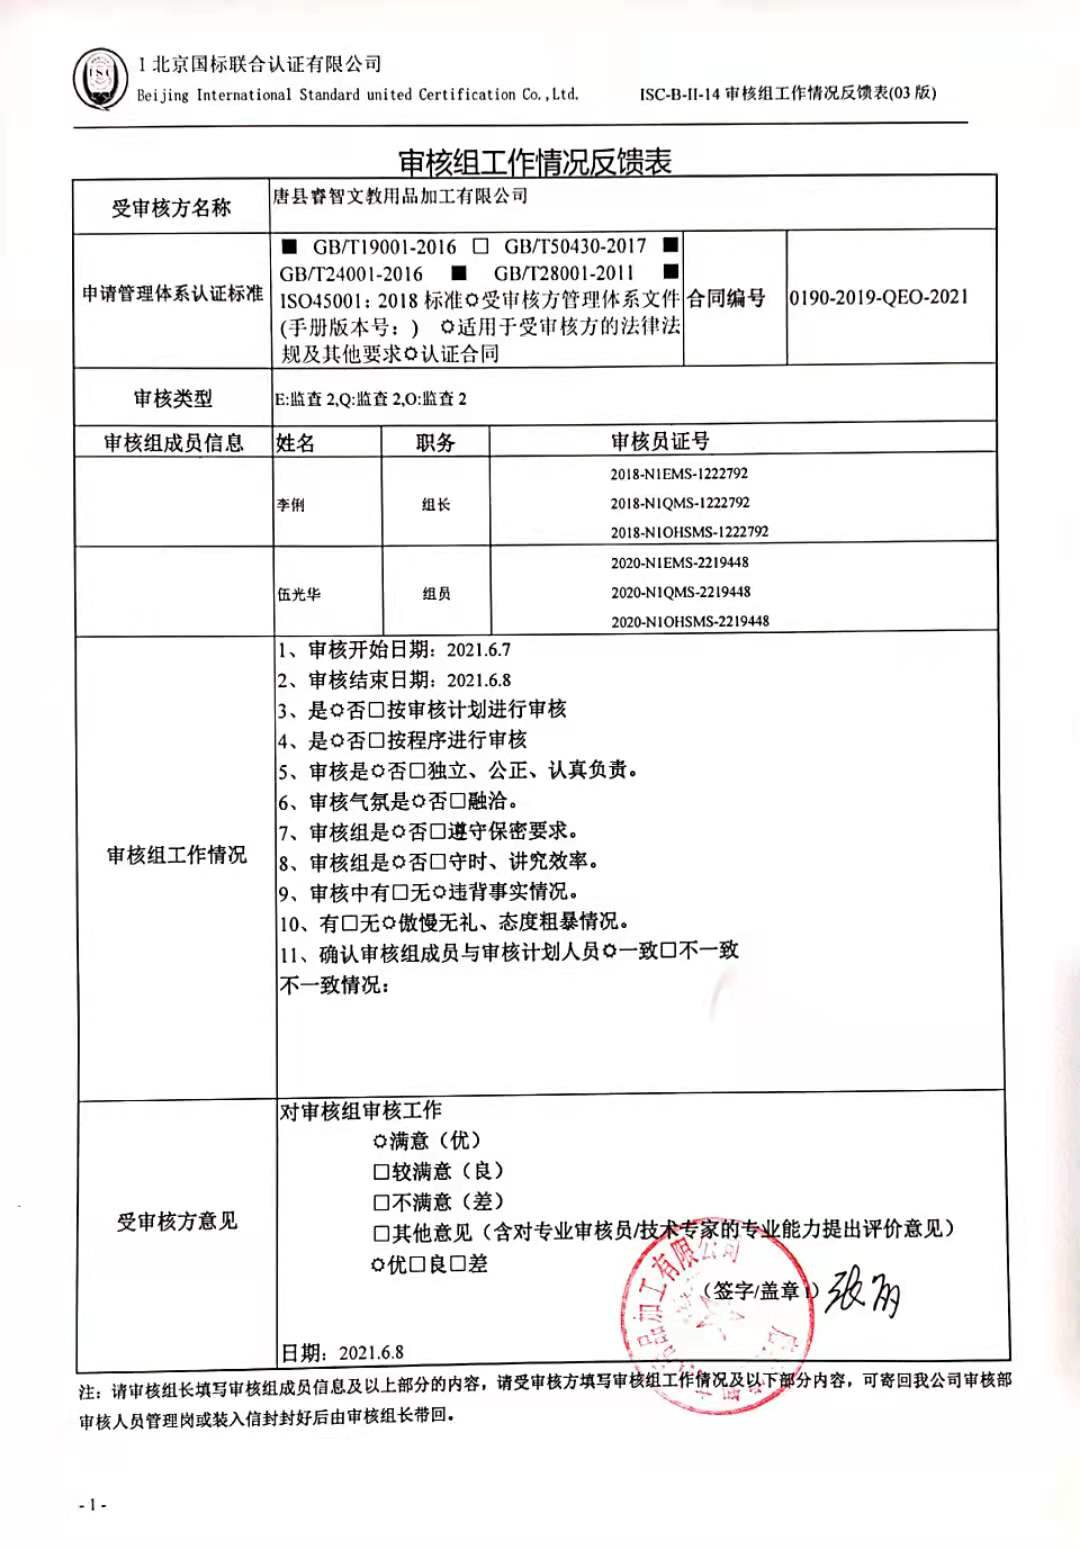 1 北京国标联合认证有限公司
Beijing International Standard united Certification Co.,Ltd.
ISC-B-II-14 审核组工作情况反馈表(03 版)
审核组工作情况反馈表
受审核方名称
唐县睿智文教用品加工有限公司
申请管理体系认证标准
■ GB/T19001-2016 □ GB/T50430-2017 ■
GB/T24001-2016 ■ GB/T28001-2011 ■
ISO45001：2018 标准✿受审核方管理体系文件
(手册版本号：) ✿适用于受审核方的法律法
规及其他要求✿认证合同
合同编号
0190-2019-QEO-2021
审核类型
E:监查 2,Q:监查 2,O:监查 2
审核组成员信息 姓名 职务 审核员证号
李俐 组长
2018-N1EMS-1222792
2018-N1QMS-1222792
2018-N1OHSMS-1222792
伍光华 组员
2020-N1EMS-2219448
2020-N1QMS-2219448
2020-N1OHSMS-2219448
审核组工作情况
1、审核开始日期：2021.6.7
2、审核结束日期：2021.6.8
3、是✿否□按审核计划进行审核
4、是✿否□按程序进行审核
5、审核是✿否□独立、公正、认真负责。
6、审核气氛是✿否□融洽。
7、审核组是✿否□遵守保密要求。
8、审核组是✿否□守时、讲究效率。
9、审核中有□无✿违背事实情况。
10、有□无✿傲慢无礼、态度粗暴情况。
11、确认审核组成员与审核计划人员✿一致□不一致
不一致情况：
受审核方意见
对审核组审核工作
✿满意（优）
□较满意（良）
□不满意（差）
□其他意见（含对专业审核员/技术专家的专业能力提出评价意见）
✿优□良□差
（签字/盖章）
日期：2021.6.8
注：请审核组长填写审核组成员信息及以上部分的内容，请受审核方填写审核组工作情况及以下部分内容，可寄回我公司审核部
审核人员管理岗或装入信封封好后由审核组长带回。
- 1 -